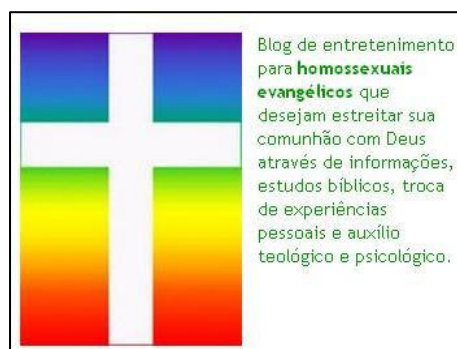 Blog de entretenimento
para homossexuais
evangélicos que
desejam estreitar sua
comunhão com Deus
através de informações,
estudos bíblicos, troca
de experiências
pessoais e auxílio
teológico e psicológico.